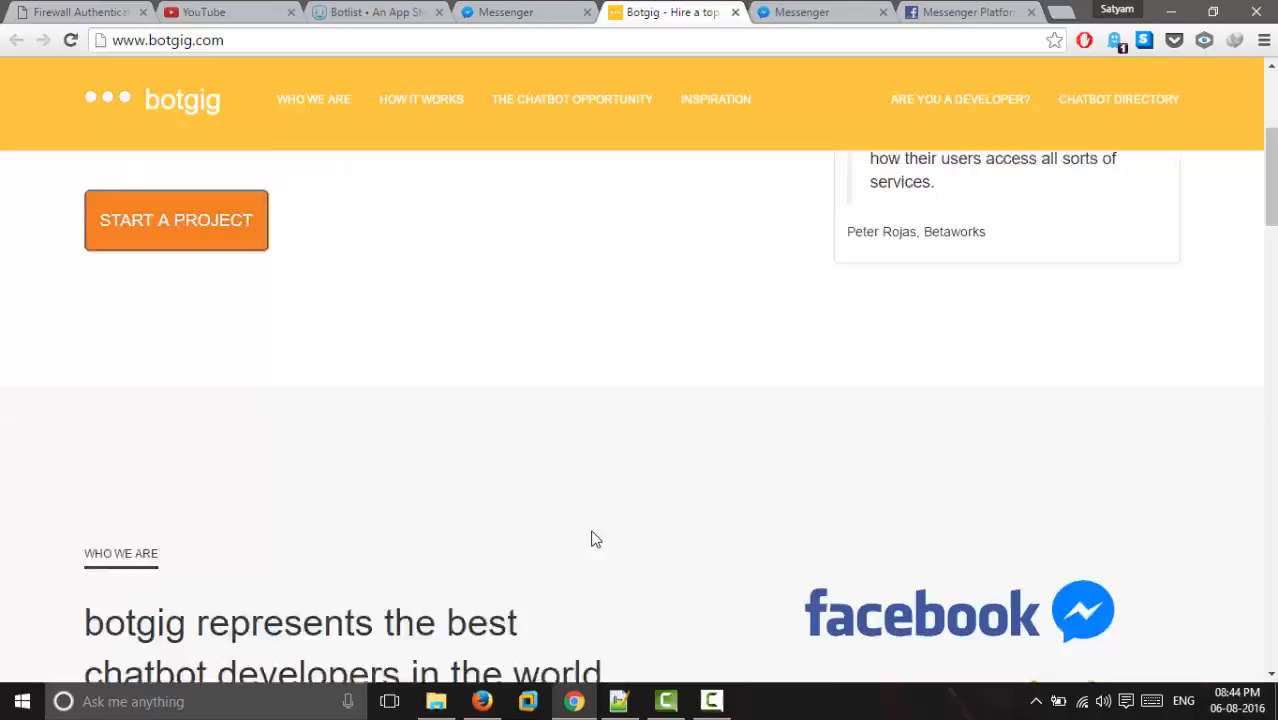 Firewall Authenticat
YouTube
Botlist • An App Sto
Messenger
Botgig - Hire a top
Messenger
Messenger Platform
Satyam
www.botgig.com
1
botgig
WHO WE ARE
HOW IT WORKS
THE CHATBOT OPPORTUNITY
INSPIRATION
ARE YOU A DEVELOPER?
CHATBOT DIRECTORY
how their users access all sorts of
services.
START A PROJECT
Peter Rojas, Betaworks
WHO WE ARE
botgig represents the best
chatbot developers in the world
facebook
Ask me anything
ENG
08:44 PM
06-08-2016